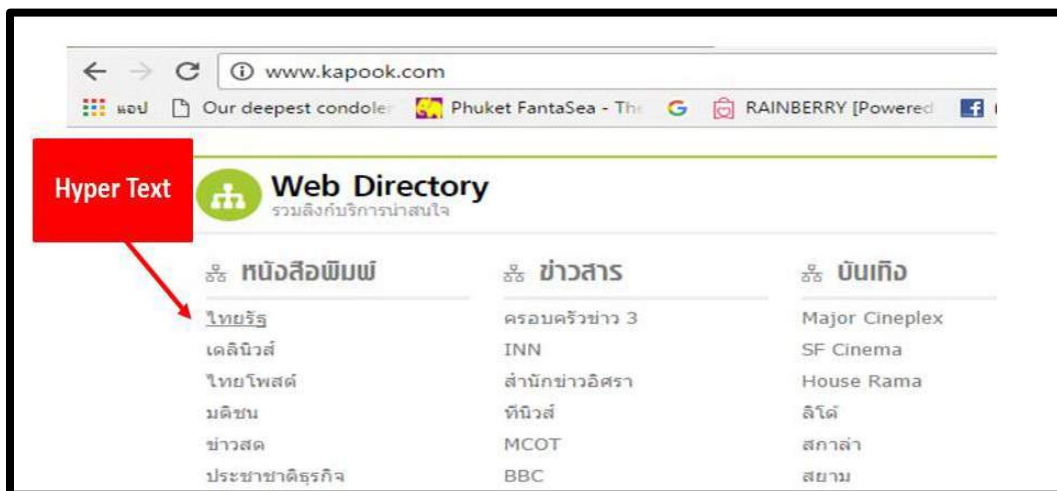 www.kapook.com
แอป Our deepest condolen Phuket FantaSea - The RAINBERRY [Powered
Hyper Text
Web Directory
รวมลิงก์บริการน่าสนใจ
หนังสือพิมพ์ ข่าวสาร บันเทิง
ไทยรัฐ ครอบครัวข่าว 3 Major Cineplex
เดลินิวส์ INN SF Cinema
ไทยโพสต์ สำนักข่าวอิศรา House Rama
มติชน ทีนิวส์ ลิโด้
ข่าวสด MCOT สกาล่า
ประชาชาติธุรกิจ BBC สยาม